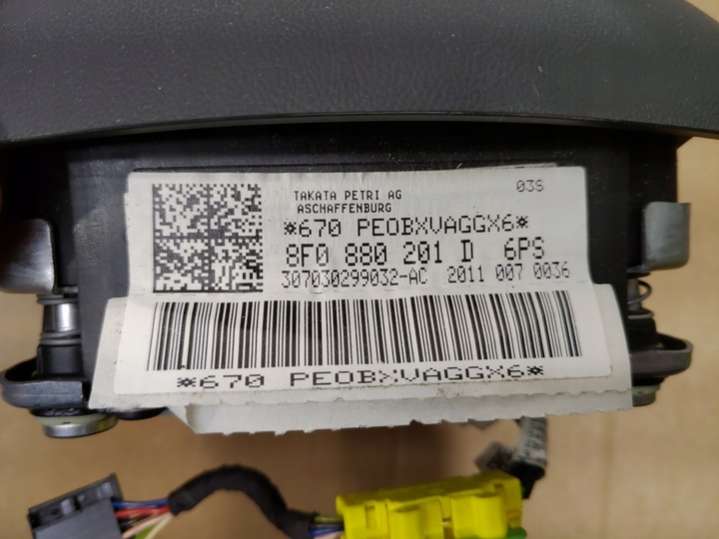 TAKATA PETRI AG 03S
ASCHAFFENBURG
*670 PEOBXVAGGX6*
8F0 880 201 D 6PS
307030299032-AC 2011 007 0036
*670 PEOBXVAGGX6*